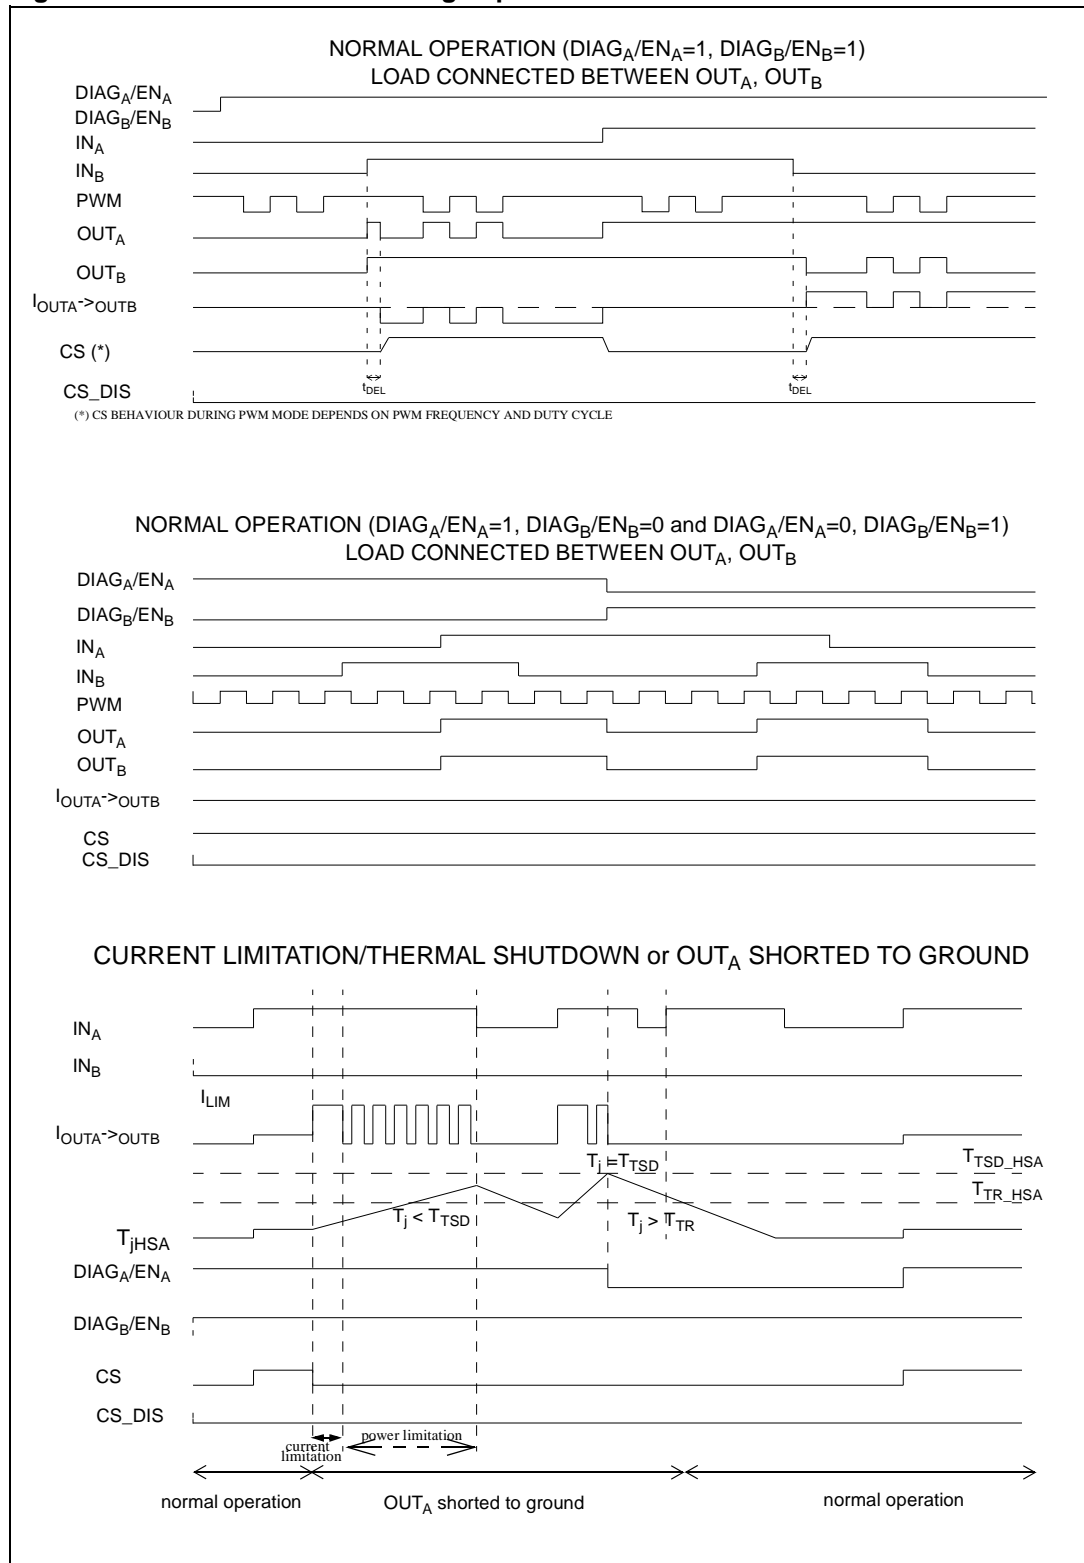 NORMAL OPERATION (DIAGA/ENA=1, DIAGB/ENB=1)
LOAD CONNECTED BETWEEN OUTA, OUTB
DIAGA/ENA
DIAGB/ENB
INA
INB
PWM
OUTA
OUTB
IOUTA->OUTB
CS (*)
tDEL
tDEL
CS_DIS
(*) CS BEHAVIOUR DURING PWM MODE DEPENDS ON PWM FREQUENCY AND DUTY CYCLE
NORMAL OPERATION (DIAGA/ENA=1, DIAGB/ENB=0 and DIAGA/ENA=0, DIAGB/ENB=1)
LOAD CONNECTED BETWEEN OUTA, OUTB
DIAGA/ENA
DIAGB/ENB
INA
INB
PWM
OUTA
OUTB
IOUTA->OUTB
CS
CS_DIS
CURRENT LIMITATION/THERMAL SHUTDOWN or OUTA SHORTED TO GROUND
INA
INB
ILIM
IOUTA->OUTB
Tj = TTSD
TTSD_HSA
TTR_HSA
Tj < TTSD
Tj > TTR
TjHSA
DIAGA/ENA
DIAGB/ENB
CS
CS_DIS
power limitation
current
limitation
normal operation
OUTA shorted to ground
normal operation